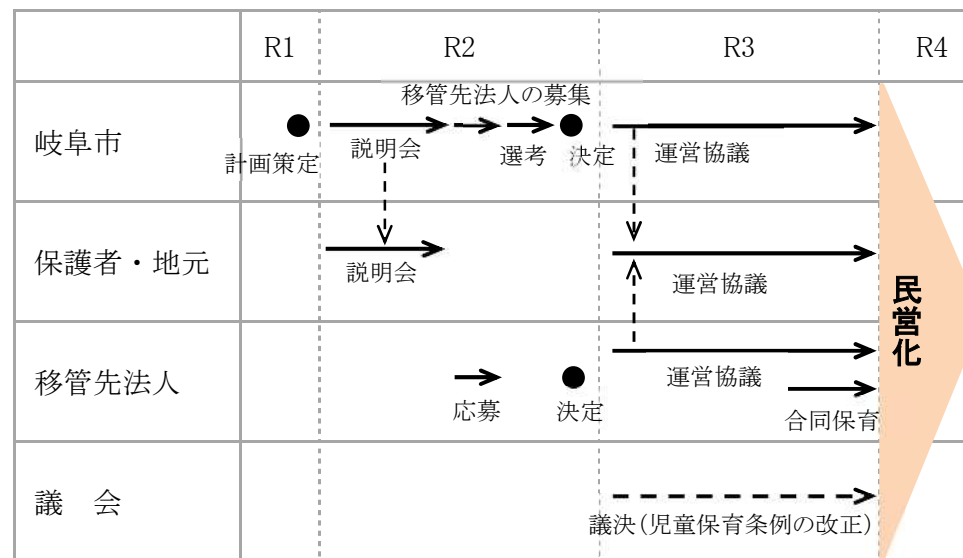 R1
R2
R3
R4
岐阜市
移管先法人の募集
計画策定
説明会
選考
決定
運営協議
保護者・地元
説明会
運営協議
移管先法人
応募
決定
運営協議
合同保育
議　会
議決(児童保育条例の改正)
民営化